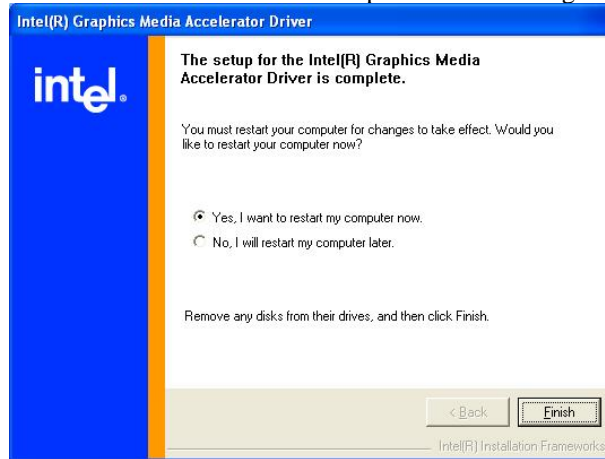 Intel(R) Graphics Media Accelerator Driver
intel®
The setup for the Intel(R) Graphics Media
Accelerator Driver is complete.
You must restart your computer for changes to take effect. Would you
like to restart your computer now?
Yes, I want to restart my computer now.
No, I will restart my computer later.
Remove any disks from their drives, and then click Finish.
< Back
Finish
Intel(R) Installation Frameworks